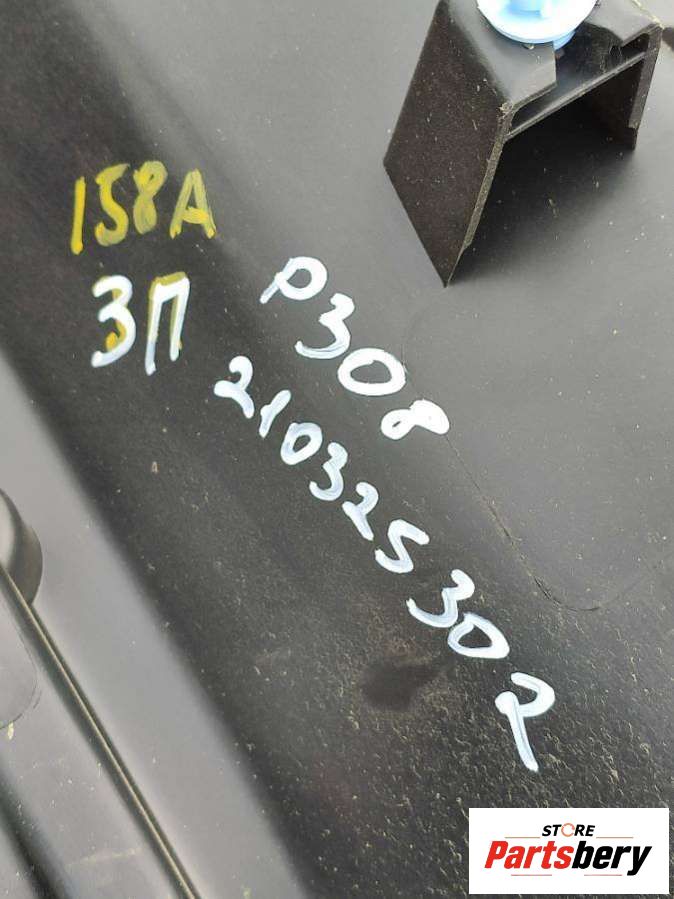 158A
ЗП
P308
210325302
STORE
Partsbery